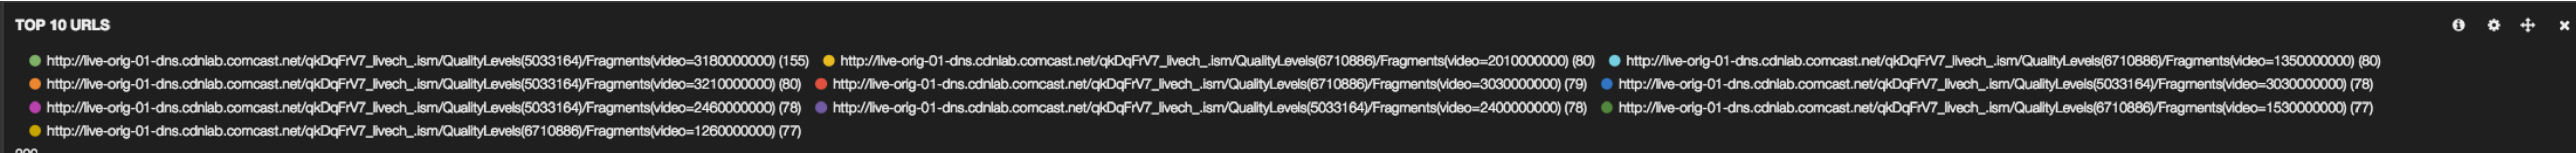 TOP 10 URLS
http://live-orig-01-dns.cdnlab.comcast.net/qkDqFrV7_livech_.ism/QualityLevels(5033164)/Fragments(video=3180000000) (155) http://live-orig-01-dns.cdnlab.comcast.net/qkDqFrV7_livech_.ism/QualityLevels(6710886)/Fragments(video=2010000000) (80) http://live-orig-01-dns.cdnlab.comcast.net/qkDqFrV7_livech_.ism/QualityLevels(6710886)/Fragments(video=1350000000) (80)
http://live-orig-01-dns.cdnlab.comcast.net/qkDqFrV7_livech_.ism/QualityLevels(5033164)/Fragments(video=3210000000) (80) http://live-orig-01-dns.cdnlab.comcast.net/qkDqFrV7_livech_.ism/QualityLevels(6710886)/Fragments(video=3030000000) (79) http://live-orig-01-dns.cdnlab.comcast.net/qkDqFrV7_livech_.ism/QualityLevels(5033164)/Fragments(video=3030000000) (78)
http://live-orig-01-dns.cdnlab.comcast.net/qkDqFrV7_livech_.ism/QualityLevels(5033164)/Fragments(video=2460000000) (78) http://live-orig-01-dns.cdnlab.comcast.net/qkDqFrV7_livech_.ism/QualityLevels(5033164)/Fragments(video=2400000000) (78) http://live-orig-01-dns.cdnlab.comcast.net/qkDqFrV7_livech_.ism/QualityLevels(6710886)/Fragments(video=1530000000) (77)
http://live-orig-01-dns.cdnlab.comcast.net/qkDqFrV7_livech_.ism/QualityLevels(6710886)/Fragments(video=1260000000) (77)